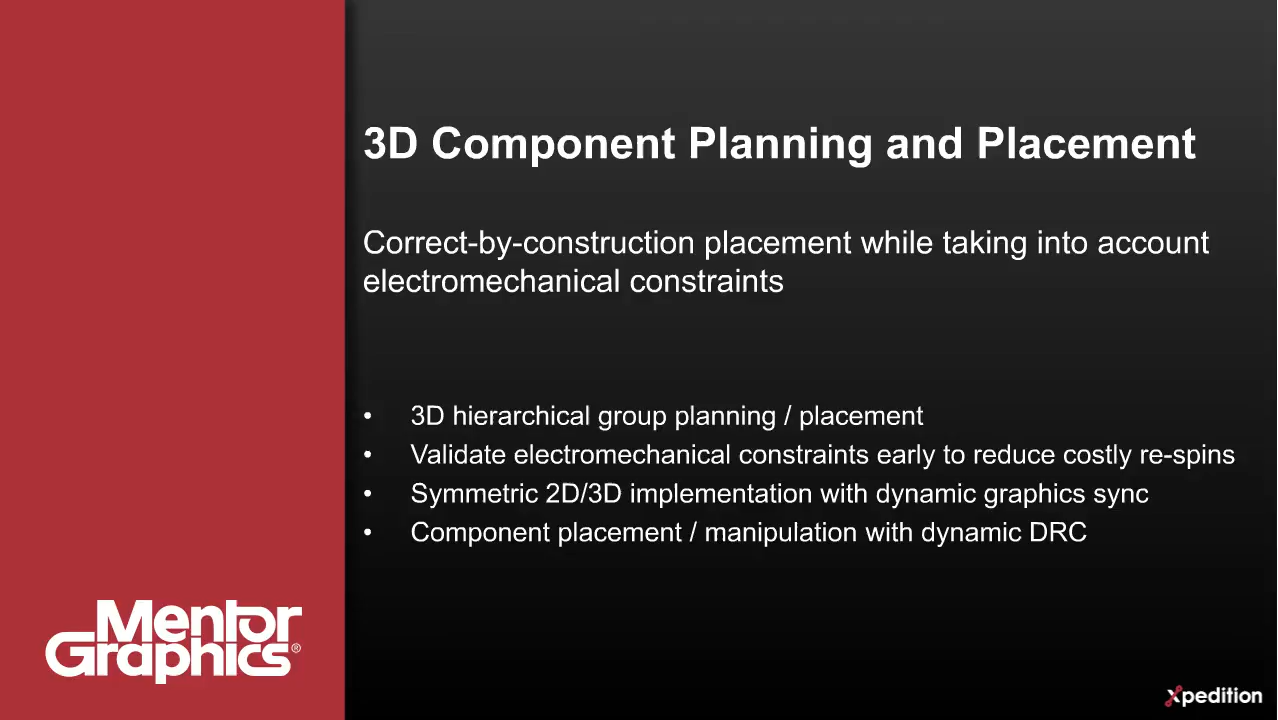 3D Component Planning and Placement
Correct-by-construction placement while taking into account
electromechanical constraints
• 3D hierarchical group planning / placement
• Validate electromechanical constraints early to reduce costly re-spins
• Symmetric 2D/3D implementation with dynamic graphics sync
• Component placement / manipulation with dynamic DRC
Mentor
Graphics®
xpedition